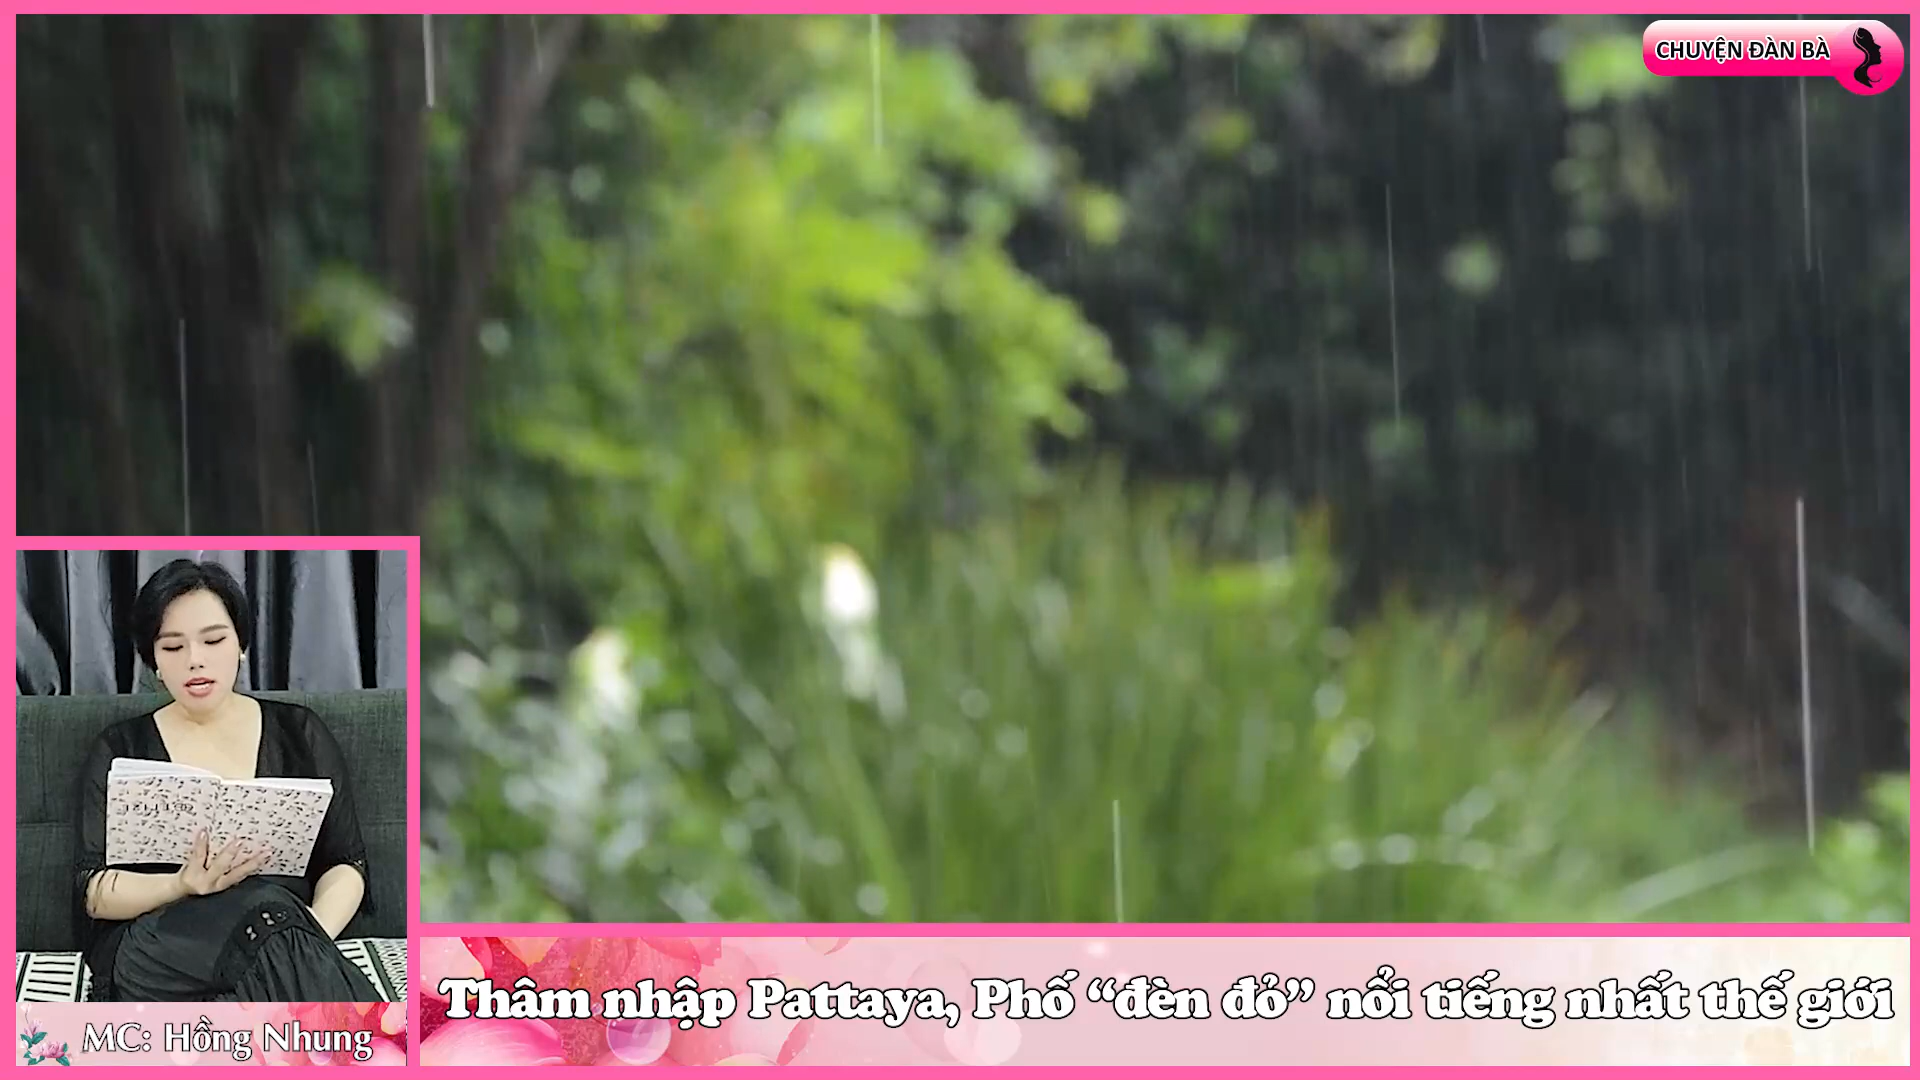 CHUYỆN ĐÀN BÀ
MC: Hồng Nhung
Thâm nhập Pattaya, Phố “đèn đỏ” nổi tiếng nhất thế giới